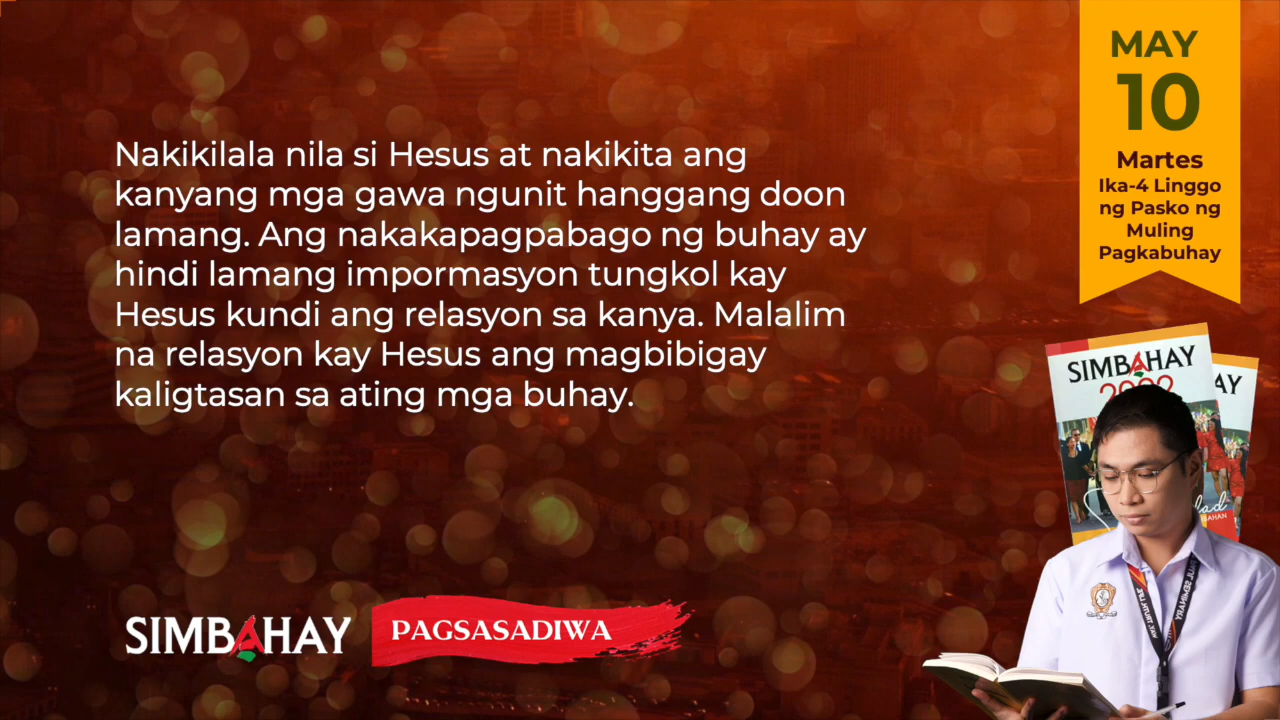 MAY
10
Martes
Ika-4 Linggo
ng Pasko ng
Muling
Pagkabuhay
Nakikilala nila si Hesus at nakikita ang
kanyang mga gawa ngunit hanggang doon
lamang. Ang nakakapagpabago ng buhay ay
hindi lamang impormasyon tungkol kay
Hesus kundi ang relasyon sa kanya. Malalim
na relasyon kay Hesus ang magbibigay
kaligtasan sa ating mga buhay.
SIMBAHAY
SIMBAHAY
PAGSASADIWA